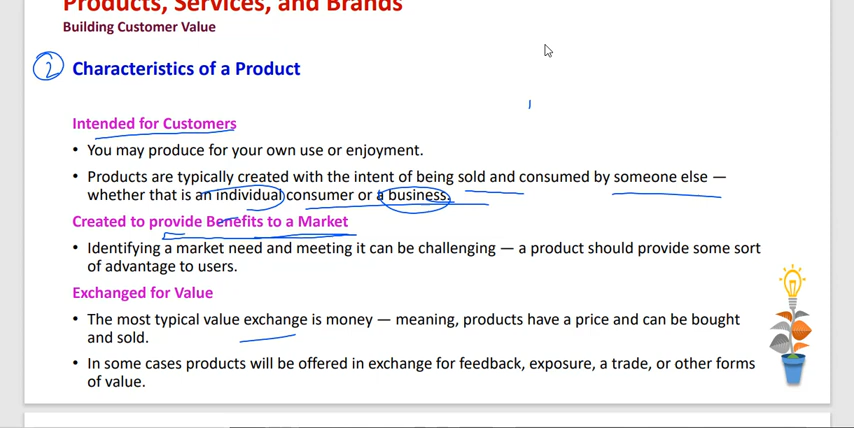 Products, Services, and Brands
Building Customer Value
2 Characteristics of a Product
Intended for Customers
• You may produce for your own use or enjoyment.
• Products are typically created with the intent of being sold and consumed by someone else —
whether that is an individual consumer or a business.
Created to provide Benefits to a Market
• Identifying a market need and meeting it can be challenging — a product should provide some sort
of advantage to users.
Exchanged for Value
• The most typical value exchange is money — meaning, products have a price and can be bought
and sold.
• In some cases products will be offered in exchange for feedback, exposure, a trade, or other forms
of value.